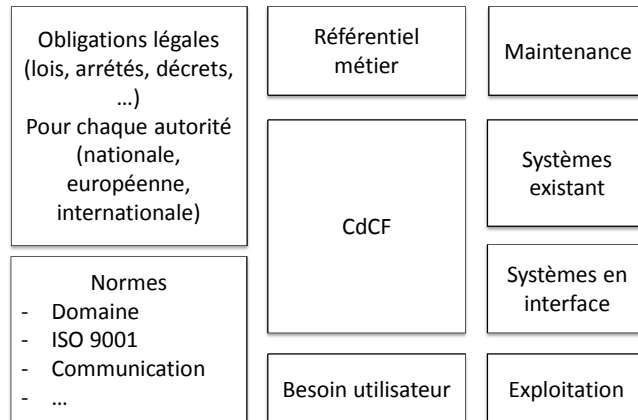 Obligations légales
(lois, arrétés, décrets,
…)
Pour chaque autorité
(nationale,
européenne,
internationale)
Normes
- Domaine
- ISO 9001
- Communication
- …
Référentiel
métier
CdCF
Besoin utilisateur
Maintenance
Systèmes
existant
Systèmes en
interface
Exploitation